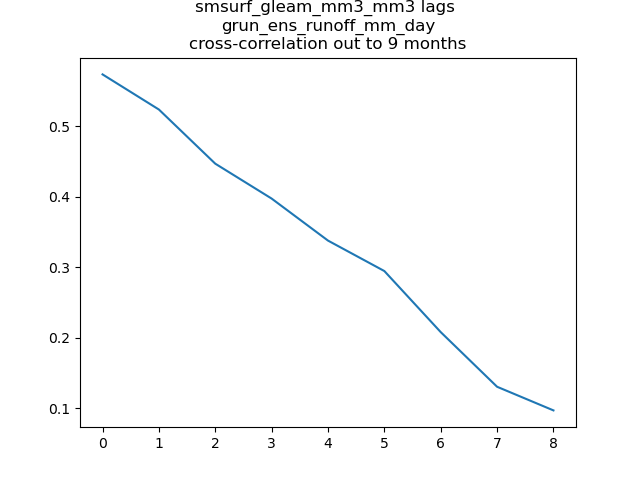 smsurf_gleam_mm3_mm3 lags
grun_ens_runoff_mm_day
cross-correlation out to 9 months
0.5
0.4
0.3
0.2
0.1
0 1 2 3 4 5 6 7 8